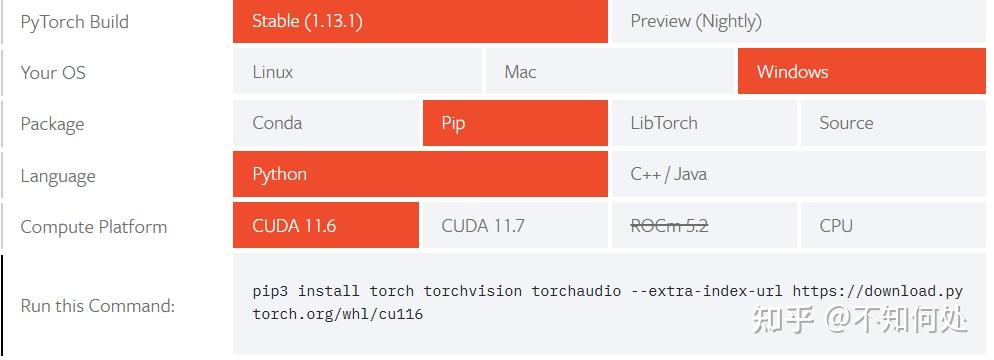 PyTorch Build Stable (1.13.1) Preview (Nightly)
Your OS Linux Mac Windows
Package Conda Pip LibTorch Source
Language Python C++ / Java
Compute Platform CUDA 11.6 CUDA 11.7 ROCm 5.2 CPU
Run this Command: pip3 install torch torchvision torchaudio --extra-index-url https://download.py
torch.org/whl/cu116
知乎 @不知何处